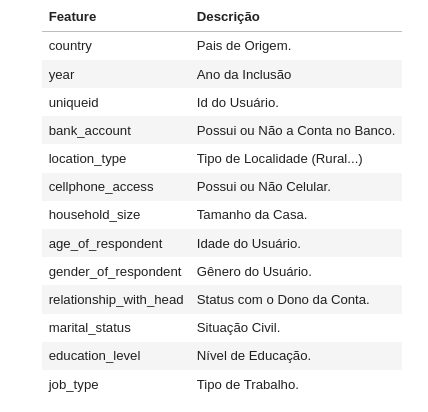 Feature Descrição
country Pais de Origem.
year Ano da Inclusão
uniqueid Id do Usuário.
bank_account Possui ou Não a Conta no Banco.
location_type Tipo de Localidade (Rural...)
cellphone_access Possui ou Não Celular.
household_size Tamanho da Casa.
age_of_respondent Idade do Usuário.
gender_of_respondent Gênero do Usuário.
relationship_with_head Status com o Dono da Conta.
marital_status Situação Civil.
education_level Nível de Educação.
job_type Tipo de Trabalho.